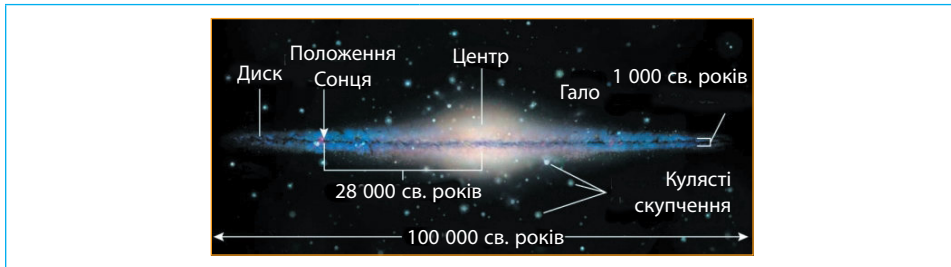 Положення
Сонця
Центр
Диск
1 000 св. років
Гало
28 000 св. років
Кулясті
скупчення
100 000 св. років